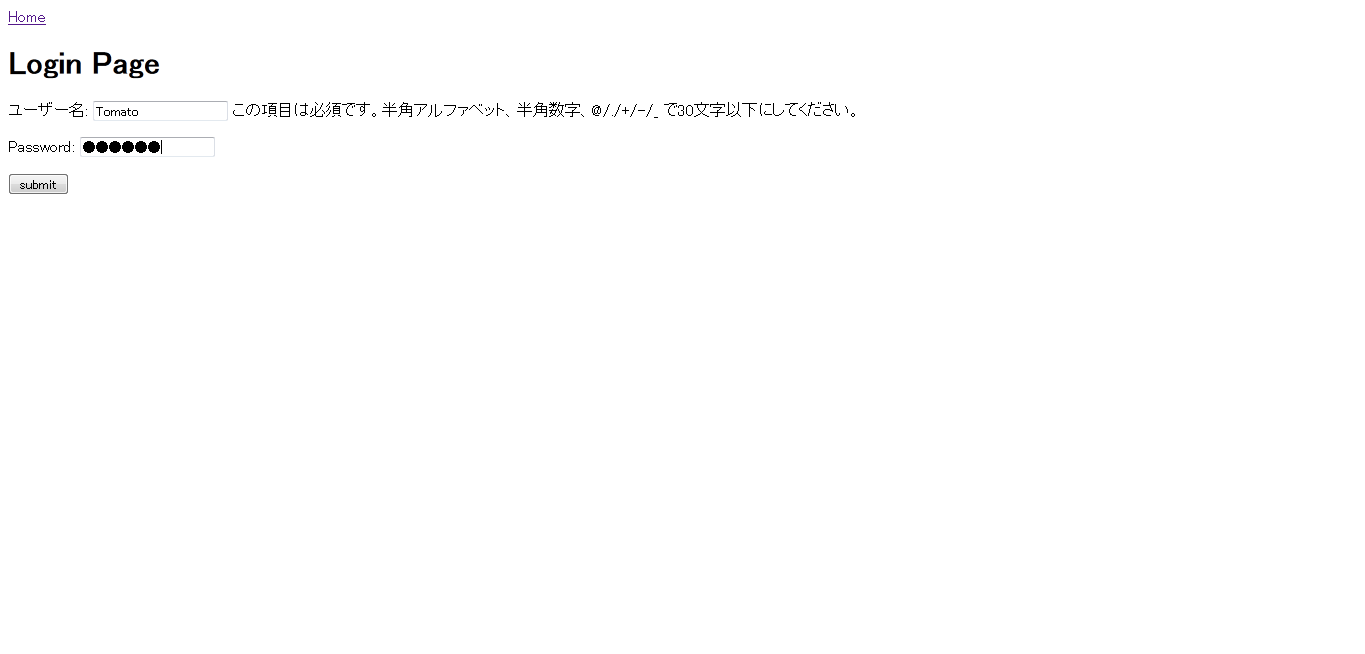 Home
Login Page
ユーザー名: Tomato この項目は必須です。半角アルファベット、半角数字、@/./+/-/_ で30文字以下にしてください。
Password: ●●●●●●
submit